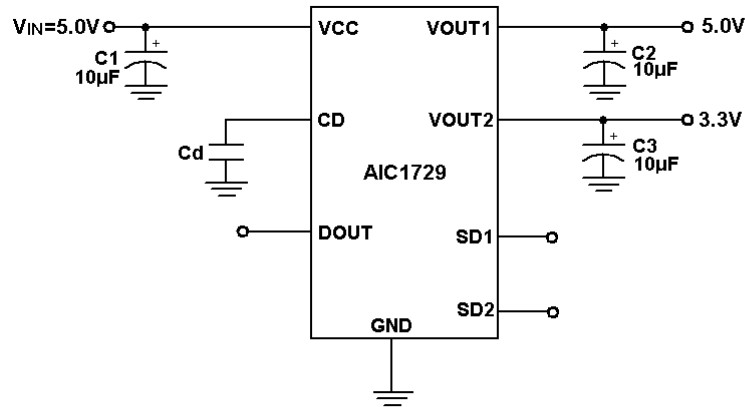 VIN=5.0V
VCC
VOUT1
5.0V
+
C1
10µF
+
C2
10µF
CD
VOUT2
3.3V
Cd
+
C3
10µF
AIC1729
DOUT
SD1
SD2
GND